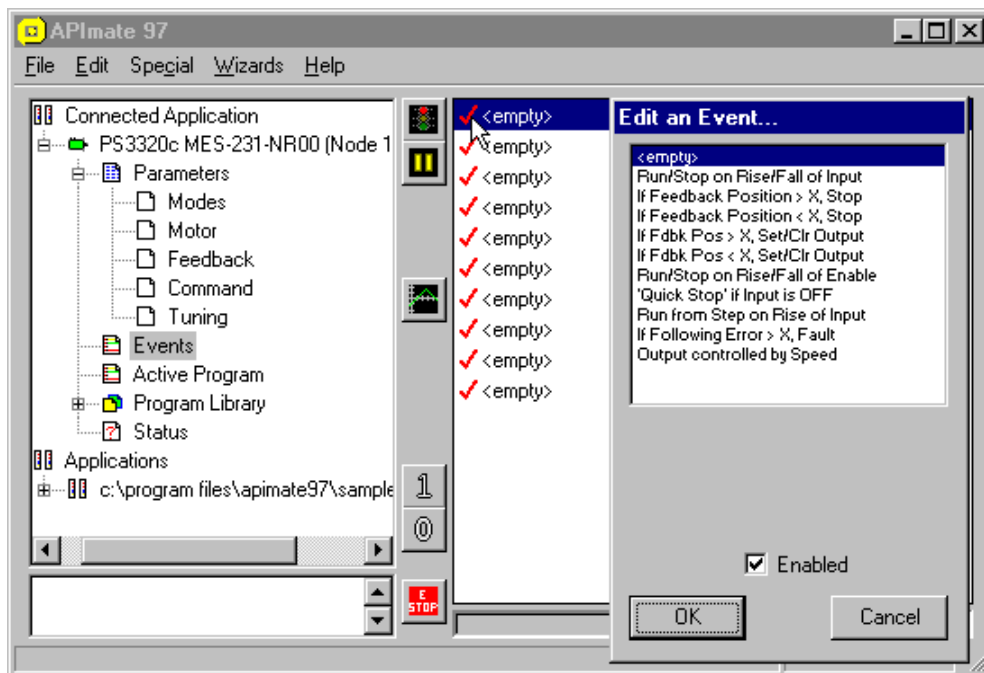 APImate 97
File Edit Special Wizards Help
Connected Application
PS3320c MES-231-NR00 (Node 1
Parameters
Modes
Motor
Feedback
Command
Tuning
Events
Active Program
Program Library
Status
Applications
c:\program files\apimate97\sample
1
0
E
STOP
<empty>
<empty>
<empty>
<empty>
<empty>
<empty>
<empty>
<empty>
<empty>
<empty>
Edit an Event...
<empty>
Run/Stop on Rise/Fall of Input
If Feedback Position > X, Stop
If Feedback Position < X, Stop
If Fdbk Pos > X, Set/Clr Output
If Fdbk Pos < X, Set/Clr Output
Run/Stop on Rise/Fall of Enable
'Quick Stop' if Input is OFF
Run from Step on Rise of Input
If Following Error > X, Fault
Output controlled by Speed
Enabled
OK
Cancel